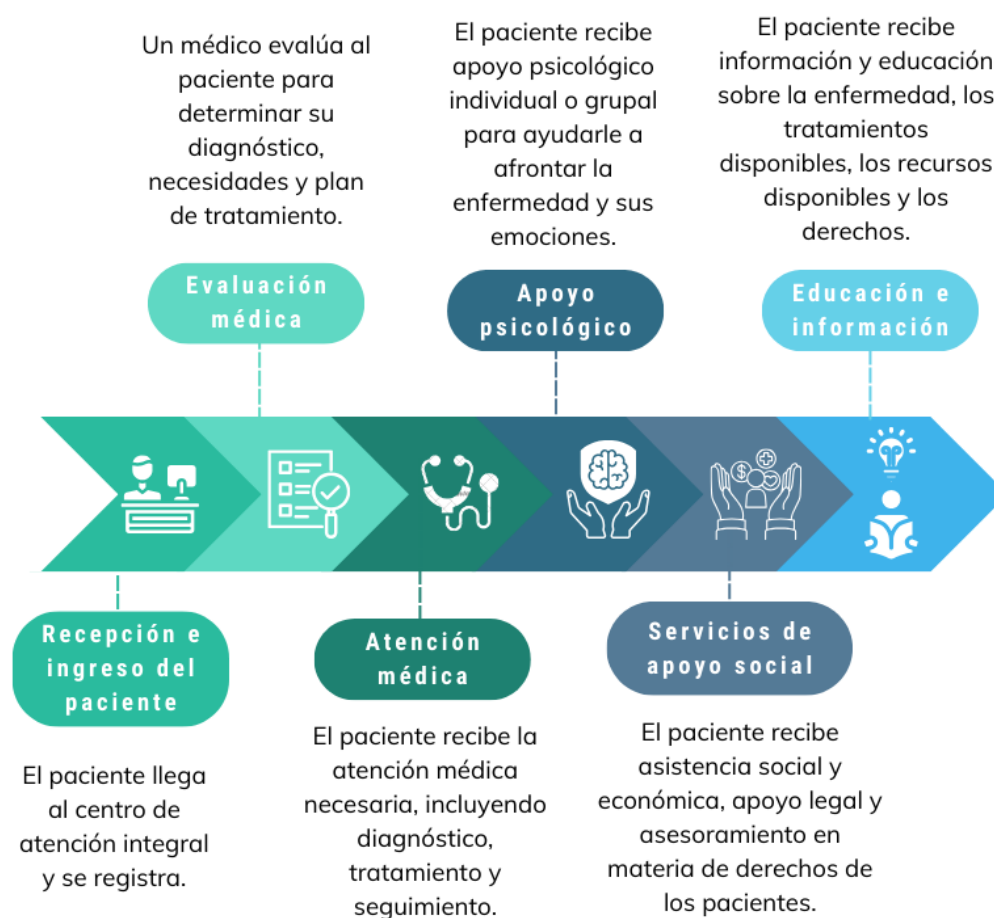 Un médico evalúa al
paciente para
determinar su
diagnóstico,
necesidades y plan
de tratamiento.
El paciente recibe
apoyo psicológico
individual o grupal
para ayudarle a
afrontar la
enfermedad y sus
emociones.
El paciente recibe
información y educación
sobre la enfermedad, los
tratamientos
disponibles, los recursos
disponibles y los
derechos.
Evaluación
médica
Apoyo
psicológico
Educación e
información
$
Recepción e
ingreso del
paciente
Atención
médica
Servicios de
apoyo social
El paciente llega
al centro de
atención integral
y se registra.
El paciente recibe la
atención médica
necesaria, incluyendo
diagnóstico,
tratamiento y
seguimiento.
El paciente recibe
asistencia social y
económica, apoyo legal y
asesoramiento en
materia de derechos de
los pacientes.